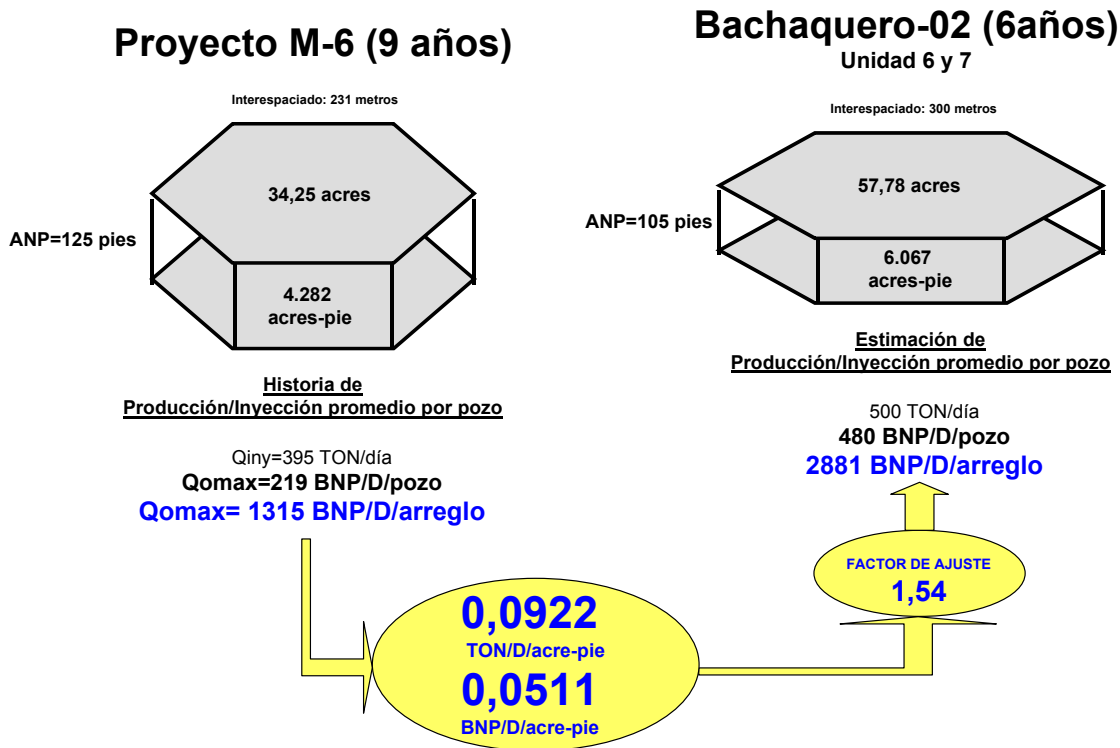 Proyecto M-6 (9 años)
Interespaciado: 231 metros
34,25 acres
ANP=125 pies
4.282
acres-pie
Historia de
Producción/Inyección promedio por pozo
Qiny=395 TON/día
Qomax=219 BNP/D/pozo
Qomax= 1315 BNP/D/arreglo
0,0922
TON/D/acre-pie
0,0511
BNP/D/acre-pie
Bachaquero-02 (6años)
Unidad 6 y 7
Interespaciado: 300 metros
57,78 acres
ANP=105 pies
6.067
acres-pie
Estimación de
Producción/Inyección promedio por pozo
500 TON/día
480 BNP/D/pozo
2881 BNP/D/arreglo
FACTOR DE AJUSTE
1,54